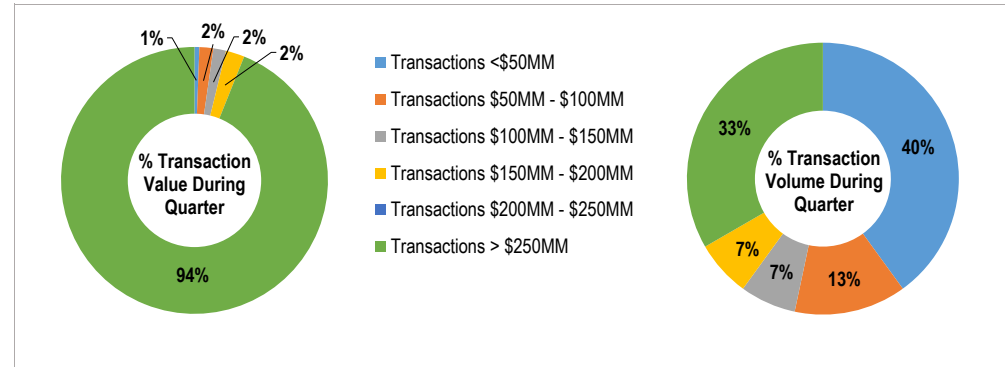 1%
2%
2%
2%
% Transaction
Value During
Quarter
94%
Transactions <$50MM
Transactions $50MM - $100MM
Transactions $100MM - $150MM
Transactions $150MM - $200MM
Transactions $200MM - $250MM
Transactions > $250MM
33%
40%
% Transaction
Volume During
Quarter
7%
7%
13%